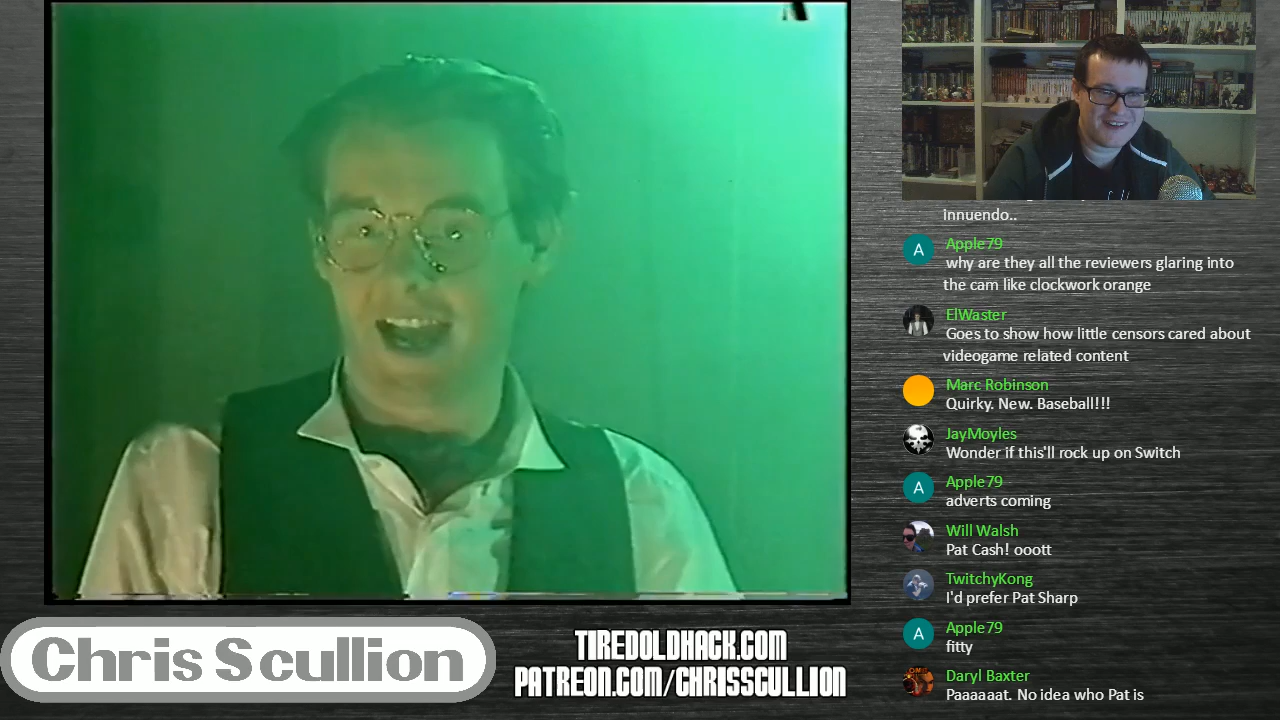 Innuendo..
A
Apple79
why are they all the reviewers glaring into
the cam like clockwork orange
ElWaster
Goes to show how little censors cared about
videogame related content
Marc Robinson
Quirky. New. Baseball!!!
JayMoyles
Wonder if this'll rock up on Switch
A
Apple79
adverts coming
Will Walsh
Pat Cash! ooott
TwitchyKong
I'd prefer Pat Sharp
A
Apple79
fitty
Daryl Baxter
Paaaaaat. No idea who Pat is
Chris Scullion
TIREDOLDHACK.COM
PATREON.COM/CHRISSCULLION